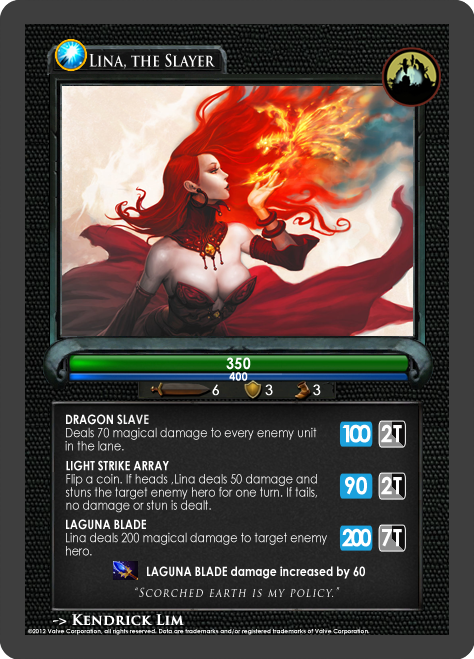 LINA, THE SLAYER
350
400
6 3 3
DRAGON SLAVE
Deals 70 magical damage to every enemy unit
in the lane.
100 2T
LIGHT STRIKE ARRAY
Flip a coin. If heads ,Lina deals 50 damage and
stuns the target enemy hero for one turn. If tails,
no damage or stun is dealt.
90 2T
LAGUNA BLADE
Lina deals 200 magical damage to target enemy
hero.
200 7T
LAGUNA BLADE damage increased by 60
"SCORCHED EARTH IS MY POLICY."
-> KENDRICK LIM
©2012 Valve Corporation, all rights reserved. Dota are trademarks and/or registered trademarks of Valve Corporation.